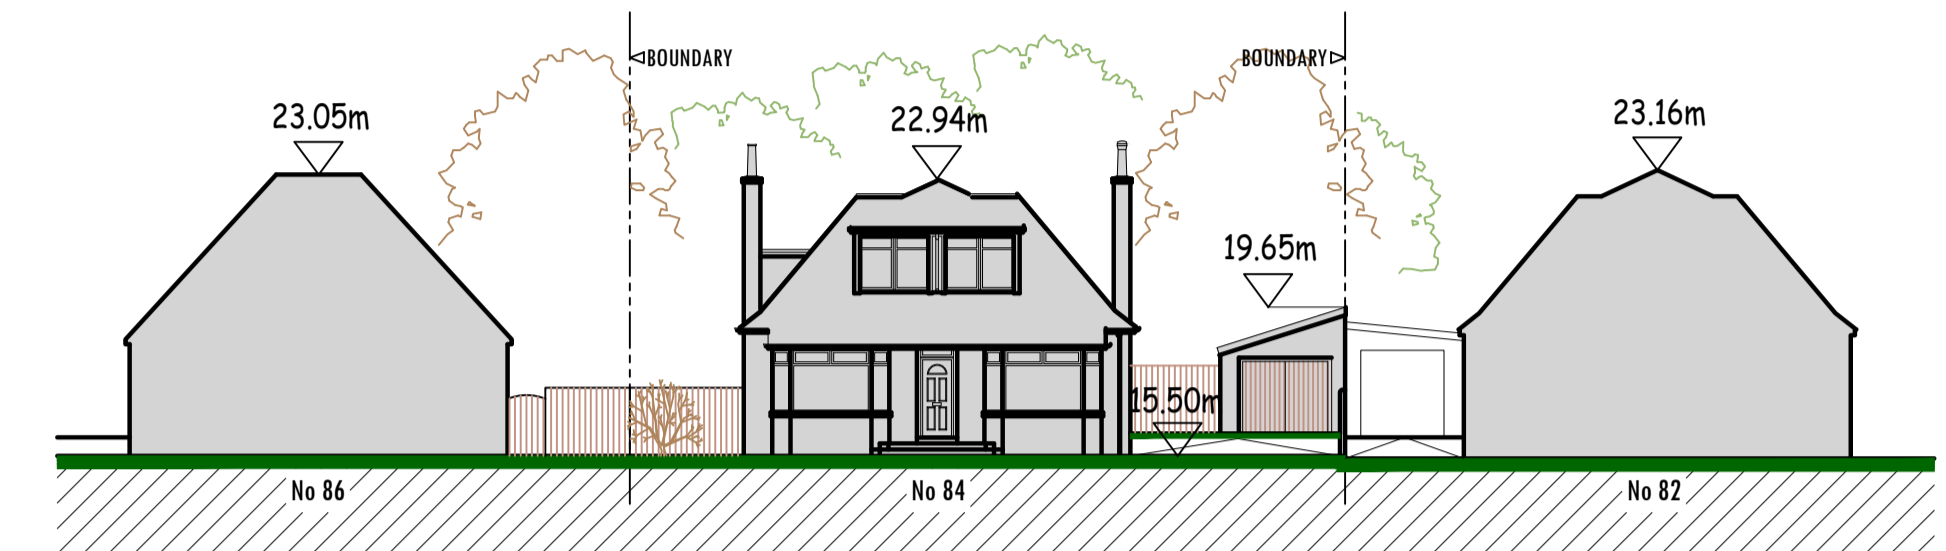 BOUNDARY
BOUNDARY
23.05m
22.94m
23.16m
19.65m
15.50m
No 86
No 84
No 82